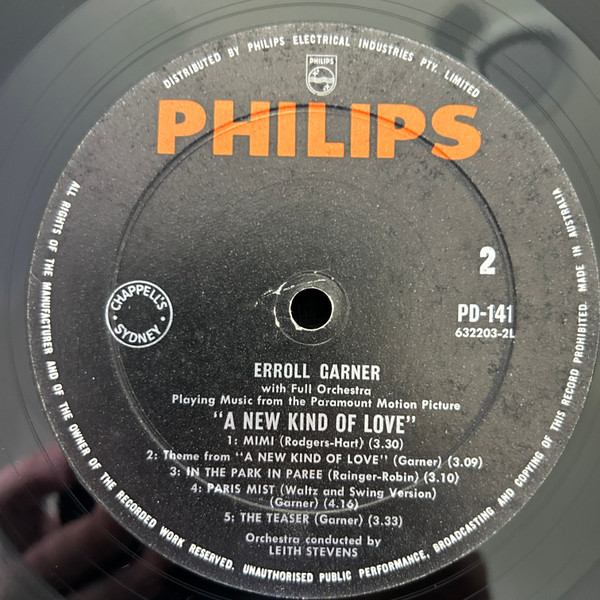 DISTRIBUTED BY PHILIPS ELECTRICAL INDUSTRIES PTY. LIMITED
PHILIPS
PHILIPS
2
CHAPPELL'S
SYDNEY
PD-141
632203-2L
ERROLL GARNER
with Full Orchestra
Playing Music from the Paramount Motion Picture
"A NEW KIND OF LOVE"
1: MIMI (Rodgers-Hart) (3.30)
2: Theme from "A NEW KIND OF LOVE" (Garner) (3.09)
3: IN THE PARK IN PAREE (Rainger-Robin) (3.10)
4: PARIS MIST (Waltz and Swing Version)
(Garner) (4.16)
5: THE TEASER (Garner) (3.33)
Orchestra conducted by
LEITH STEVENS
ALL RIGHTS OF THE MANUFACTURER AND OF THE OWNER OF THE RECORDED WORK RESERVED. UNAUTHORISED PUBLIC PERFORMANCE, BROADCASTING AND COPYING OF THIS RECORD PROHIBITED. MADE IN AUSTRALIA